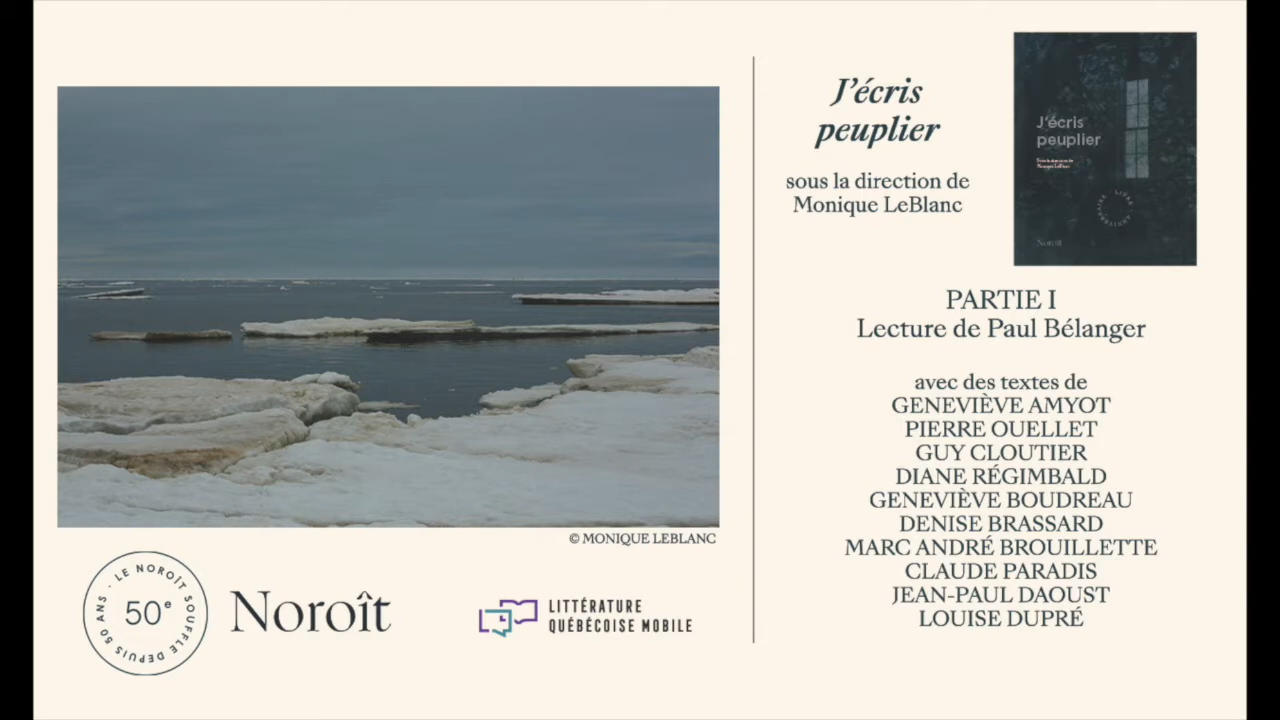 J'écris
peuplier
sous la direction de
Monique LeBlanc
J'écris
peuplier
Noroît
PARTIE I
Lecture de Paul Bélanger
avec des textes de
GENEVIÈVE AMYOT
PIERRE OUELLET
GUY CLOUTIER
DIANE RÉGIMBALD
GENEVIÈVE BOUDREAU
DENISE BRASSARD
MARC ANDRÉ BROUILLETTE
CLAUDE PARADIS
JEAN-PAUL DAOUST
LOUISE DUPRÉ
© MONIQUE LEBLANC
LE NOROÎT SOUFFLE DEPUIS 50 ANS ·
50e
Noroît
LITTÉRATURE
QUÉBÉCOISE MOBILE